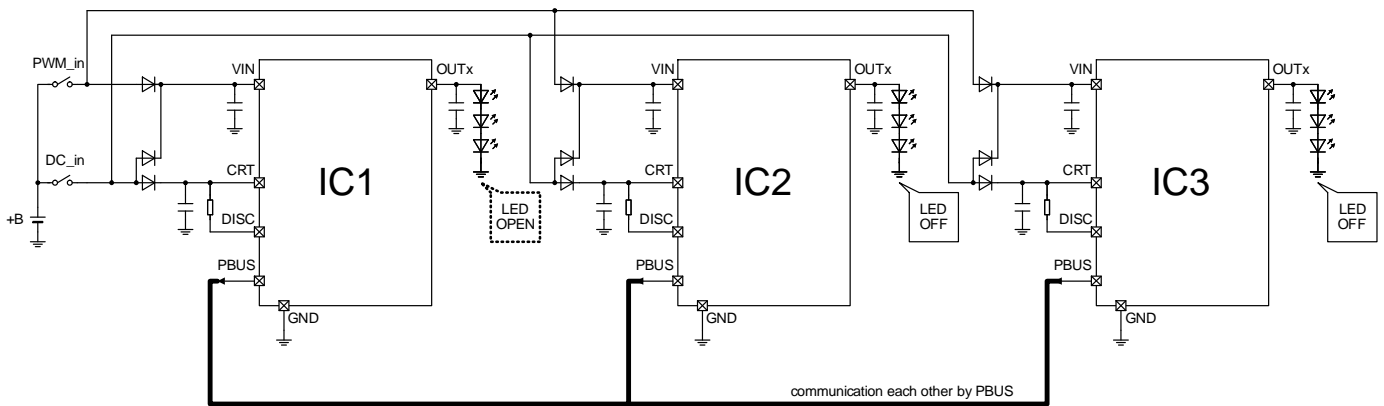 PWM_in
DC_in
+B
VIN
CRT
DISC
PBUS
GND
IC1
OUTx
LED
OPEN
VIN
CRT
DISC
PBUS
GND
IC2
OUTx
LED
OFF
VIN
CRT
DISC
PBUS
GND
IC3
OUTx
LED
OFF
communication each other by PBUS